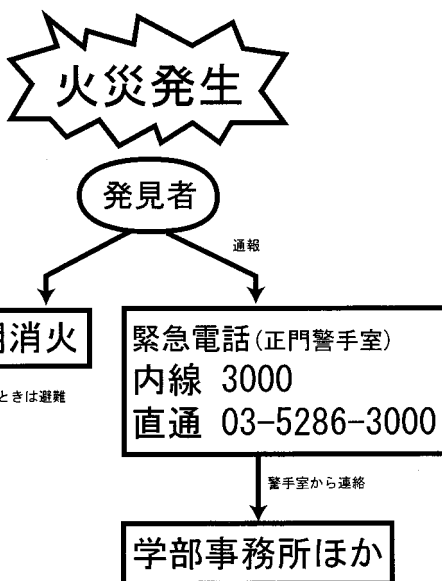 火災発生
発見者
通報
消火
ときは避難
緊急電話(正門警手室)
内線 3000
直通 03-5286-3000
警手室から連絡
学部事務所ほか